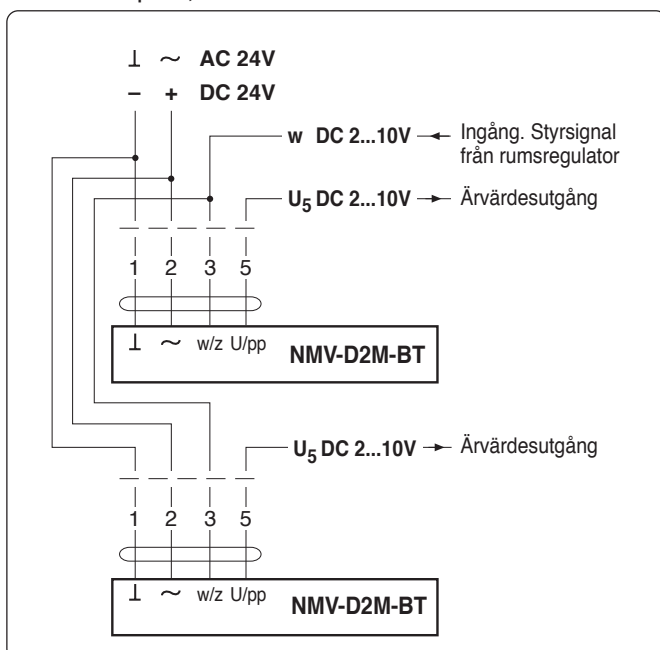 ⊥ ~ AC 24V
– + DC 24V
w DC 2...10V Ingång. Styrsignal
från rumsregulator
U5 DC 2...10V Ärvärdesutgång
1 2 3 5
⊥ ~ w/z U/pp NMV-D2M-BT
U5 DC 2...10V Ärvärdesutgång
1 2 3 5
⊥ ~ w/z U/pp NMV-D2M-BT